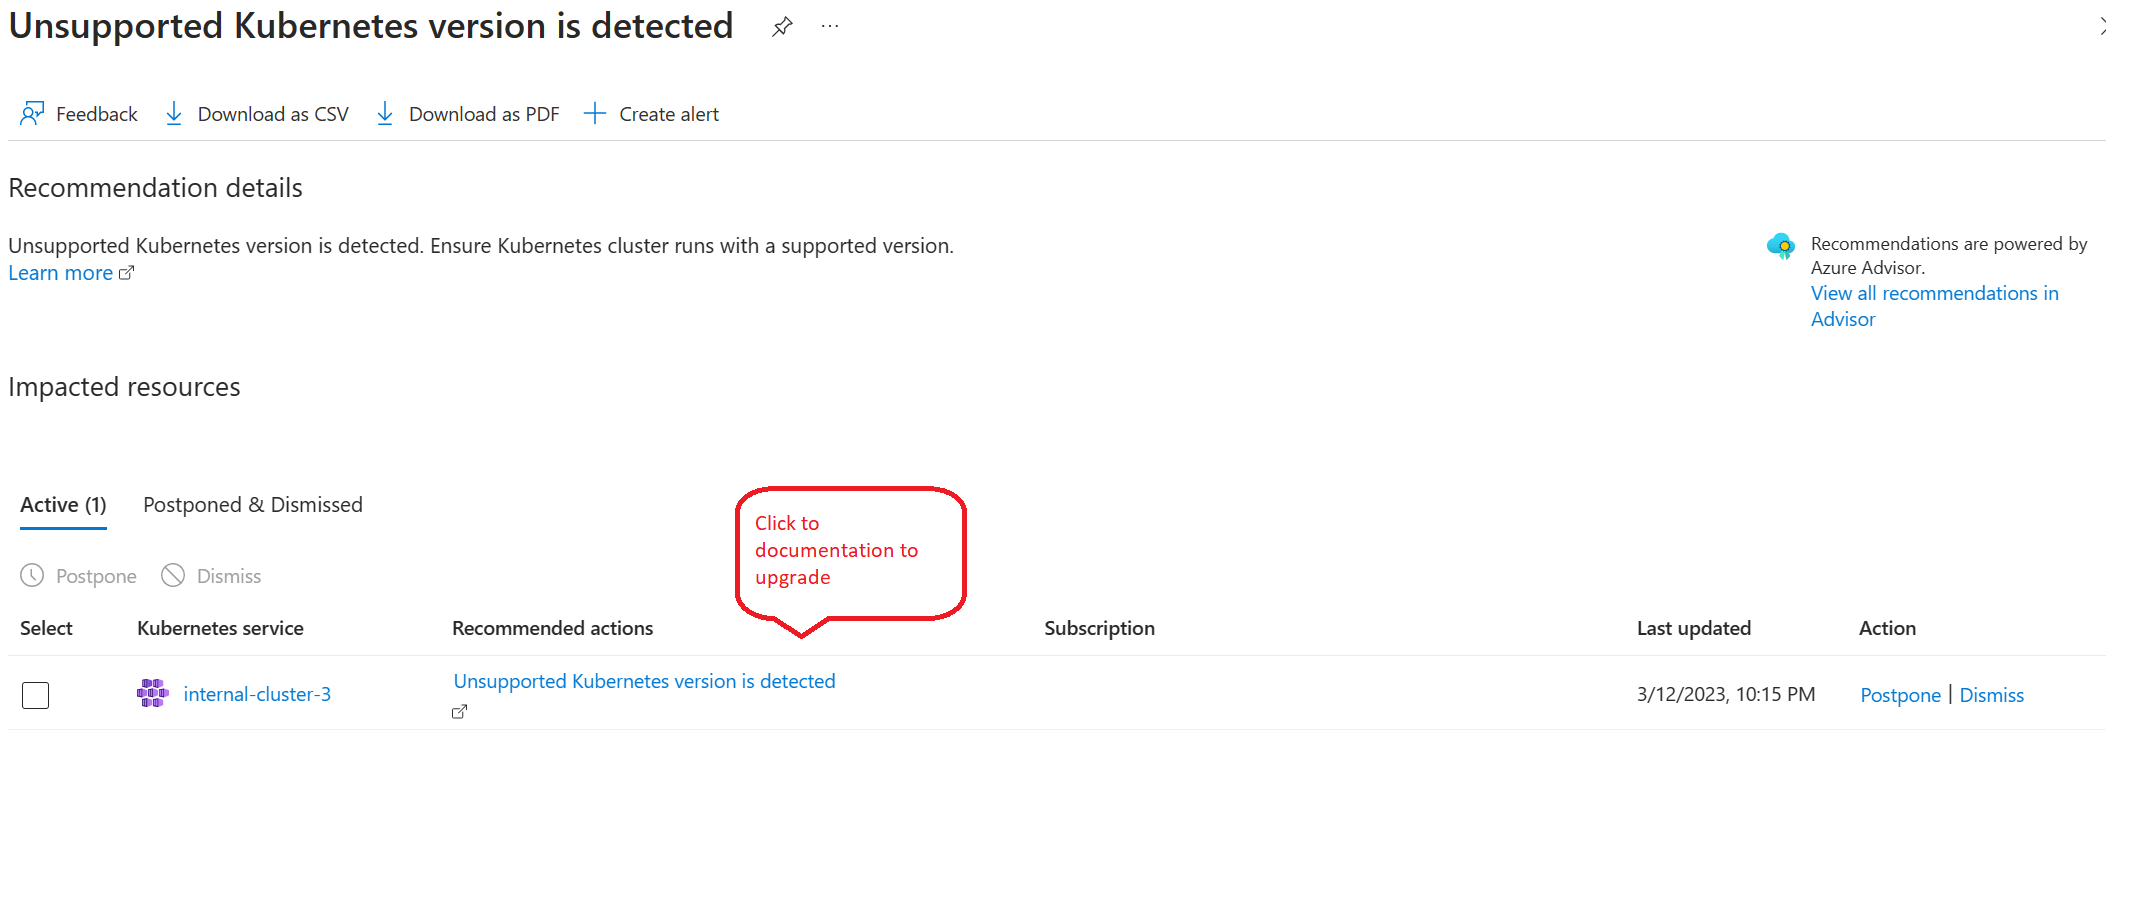 Unsupported Kubernetes version is detected
Feedback
Download as CSV
Download as PDF
Create alert
Recommendation details
Unsupported Kubernetes version is detected. Ensure Kubernetes cluster runs with a supported version.
Learn more
Recommendations are powered by
Azure Advisor.
View all recommendations in
Advisor
Impacted resources
Active (1)
Postponed & Dismissed
Click to
documentation to
upgrade
Postpone
Dismiss
Select
Kubernetes service
Recommended actions
Subscription
Last updated
Action
internal-cluster-3
Unsupported Kubernetes version is detected
3/12/2023, 10:15 PM
Postpone | Dismiss